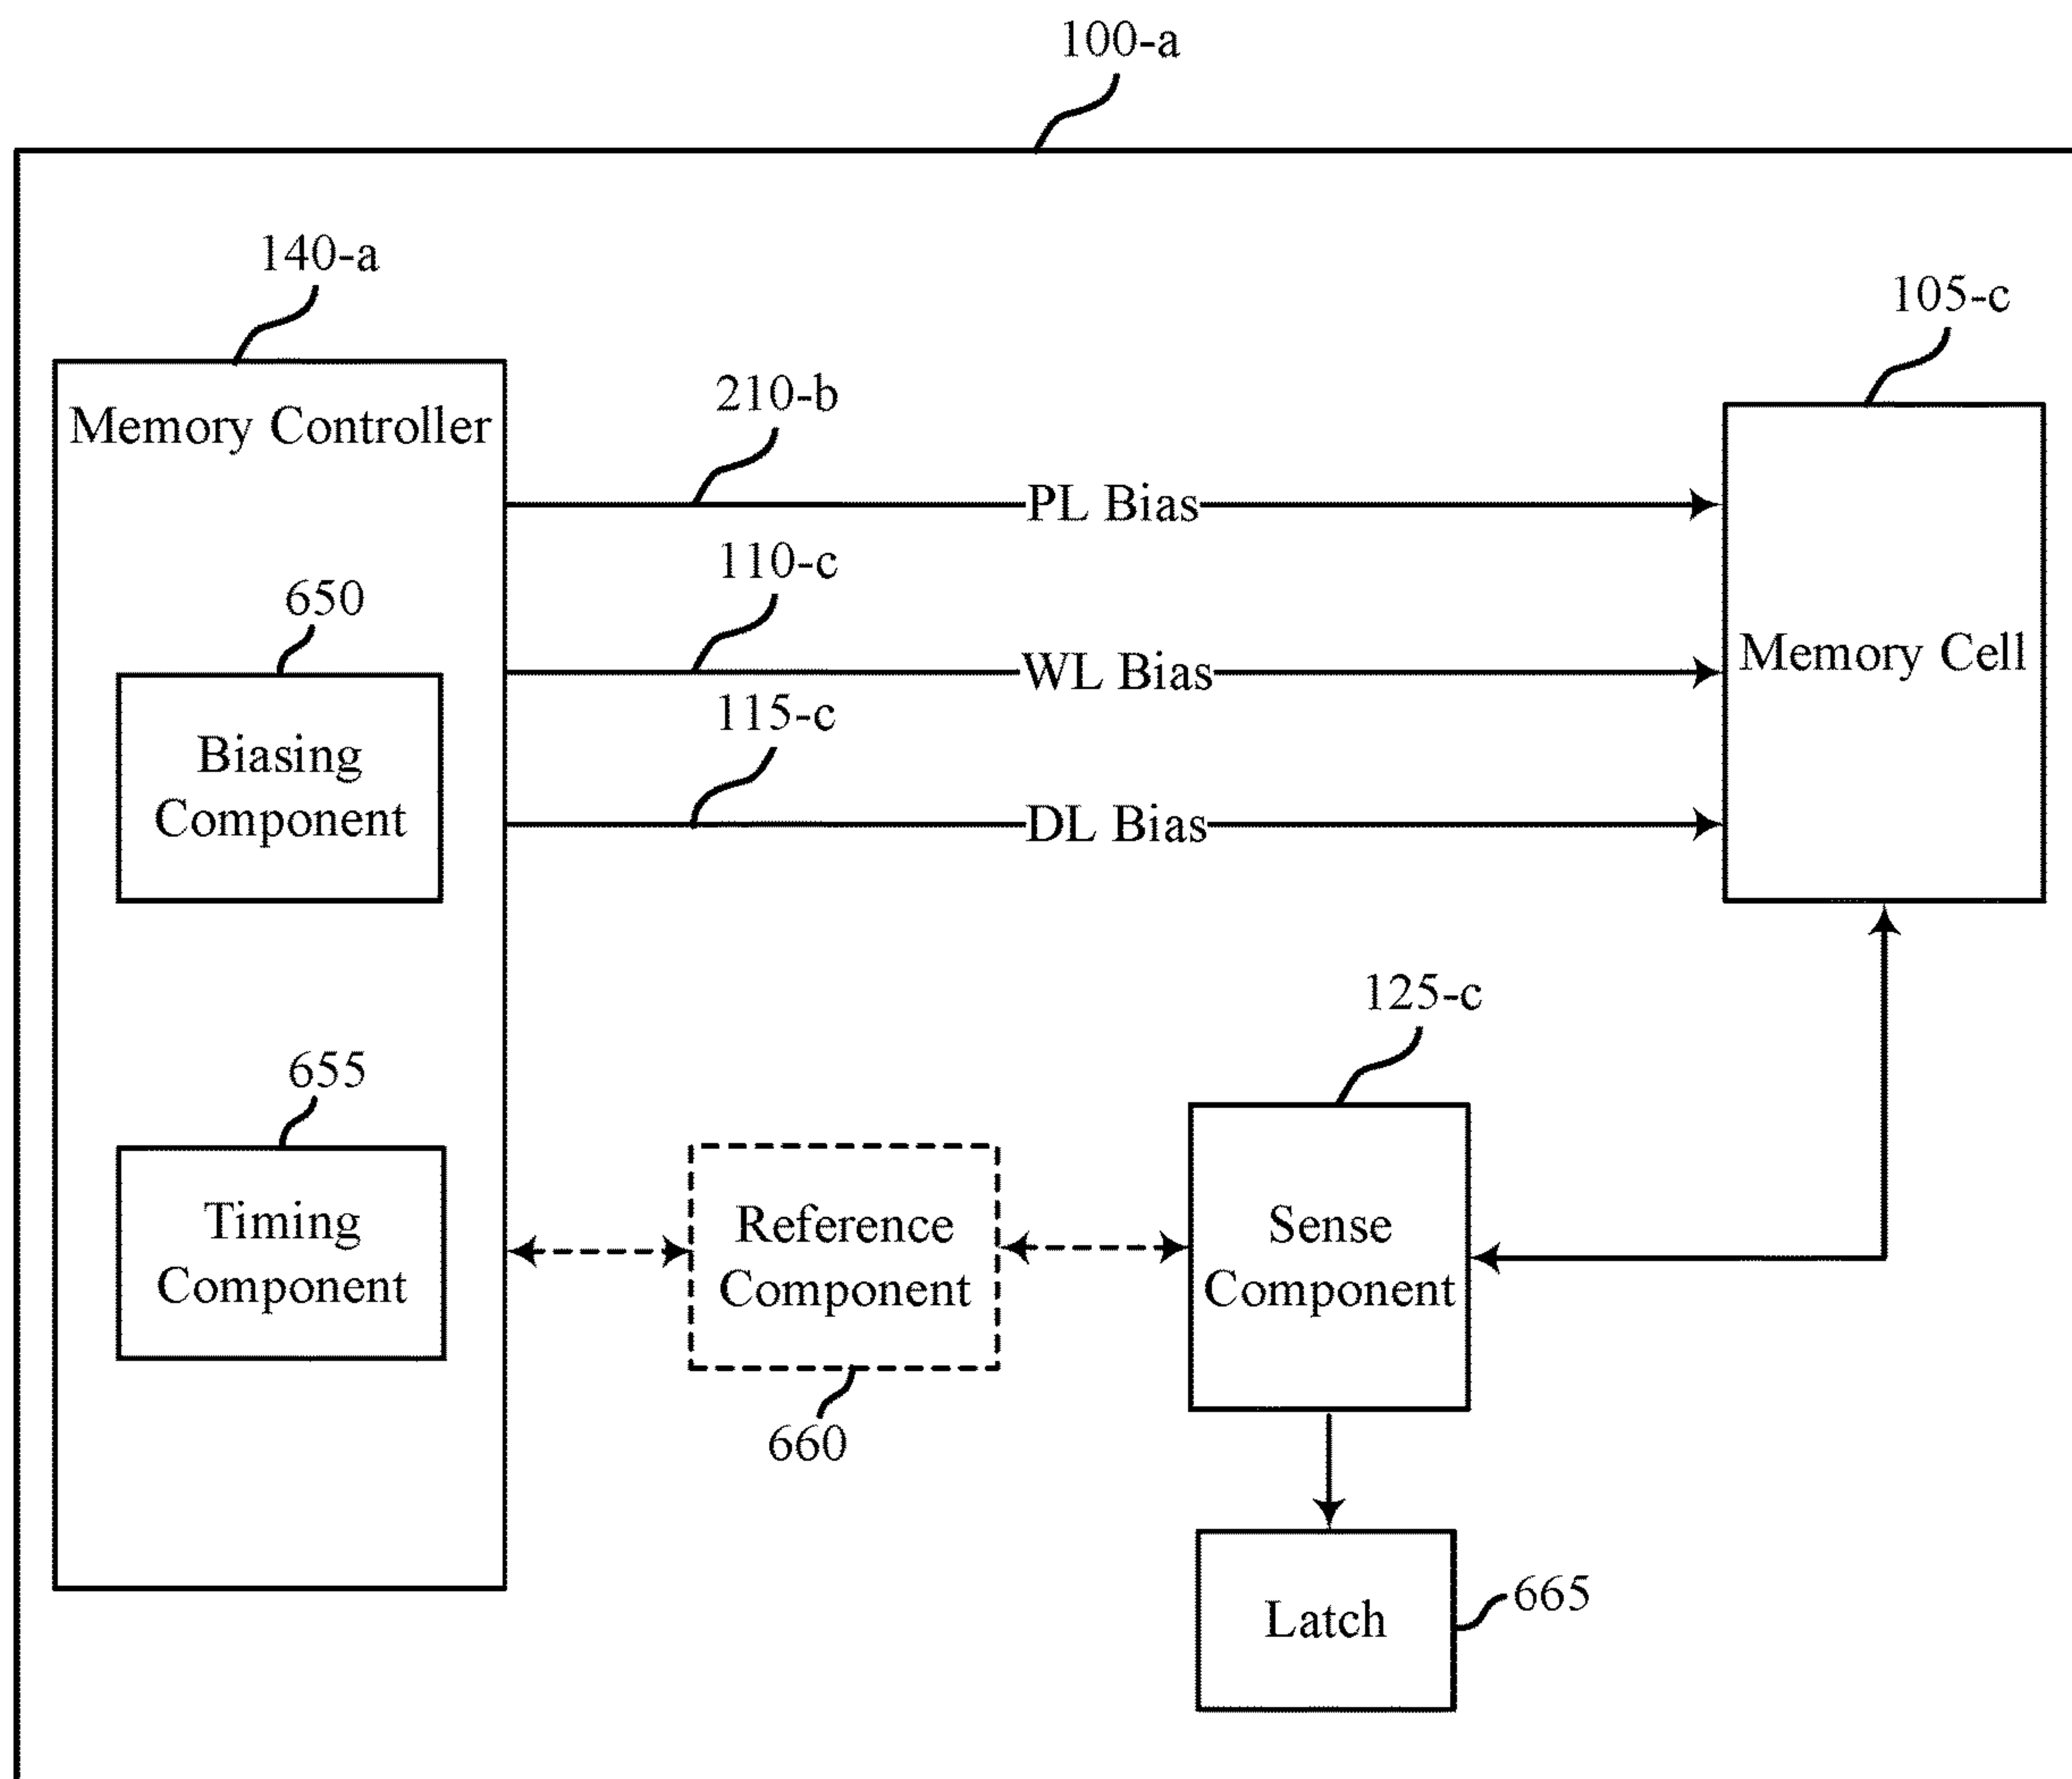 100-a
140-a
105-c
210-b
Memory Controller
PL Bias
110-c
650
Memory Cell
WL Bias
115-c
Biasing
Component
DL Bias
125-c
655
Timing
Component
Reference
Component
Sense
Component
660
665
Latch